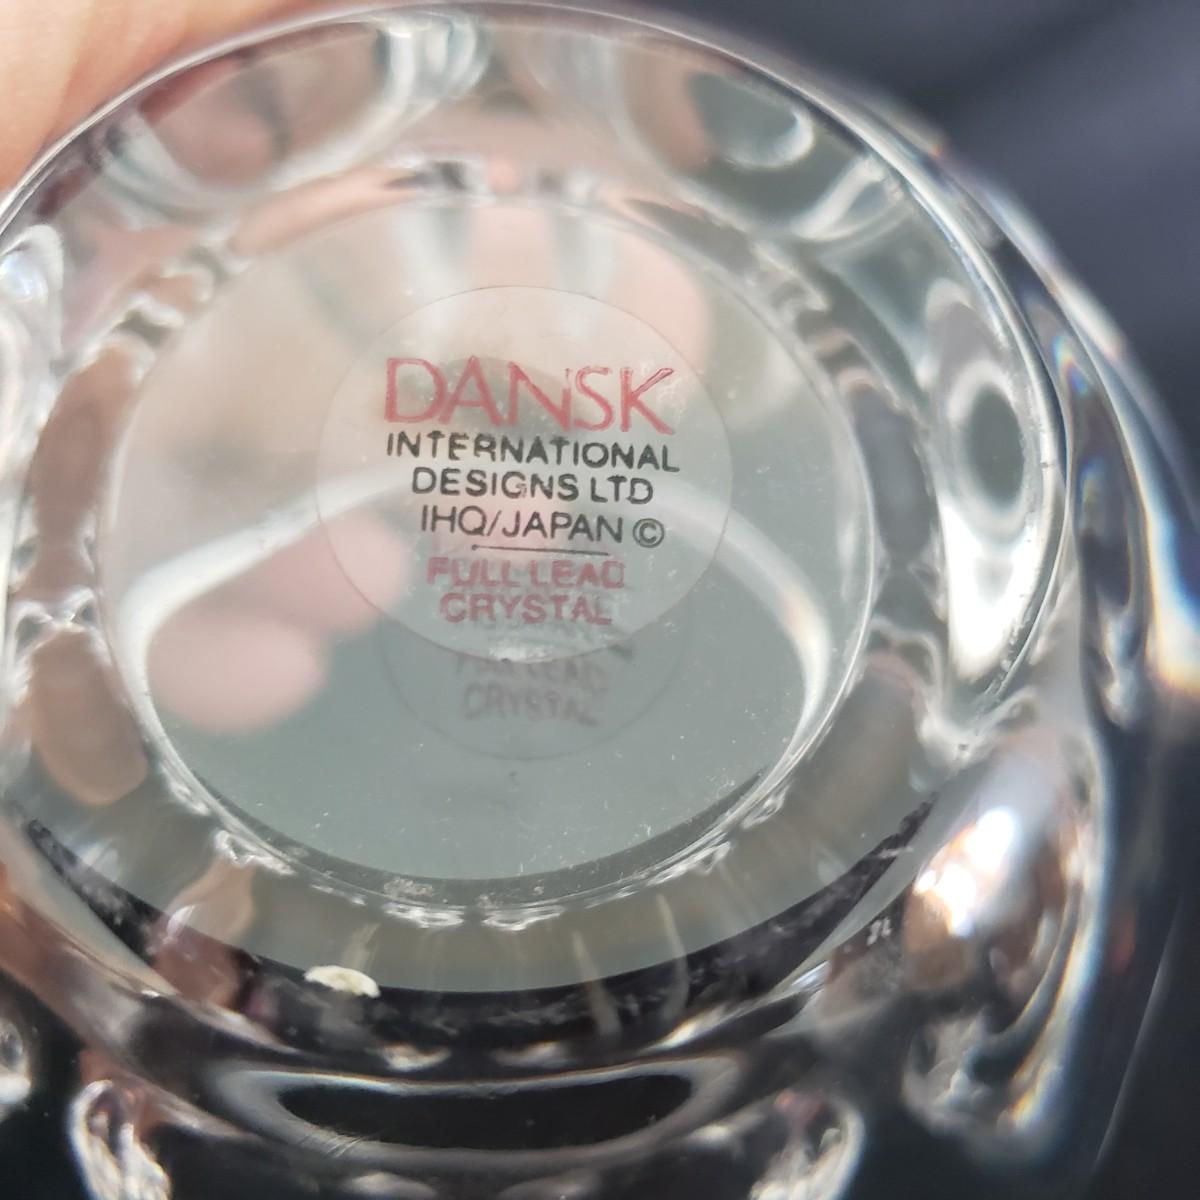 DANSK
INTERNATIONAL
DESIGNS LTD
IHQ/JAPAN ©
FULL LEAD
CRYSTAL